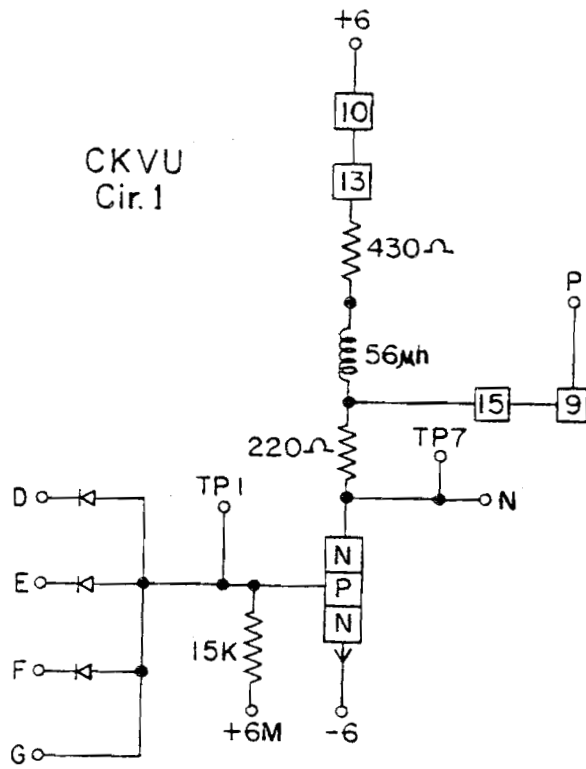 +6
10
CKVU
Cir. 1
13
430Ω
P
56μh
15
9
220Ω
TP7
TP1
N
D
N
E
P
N
15K
F
+6M
-6
G